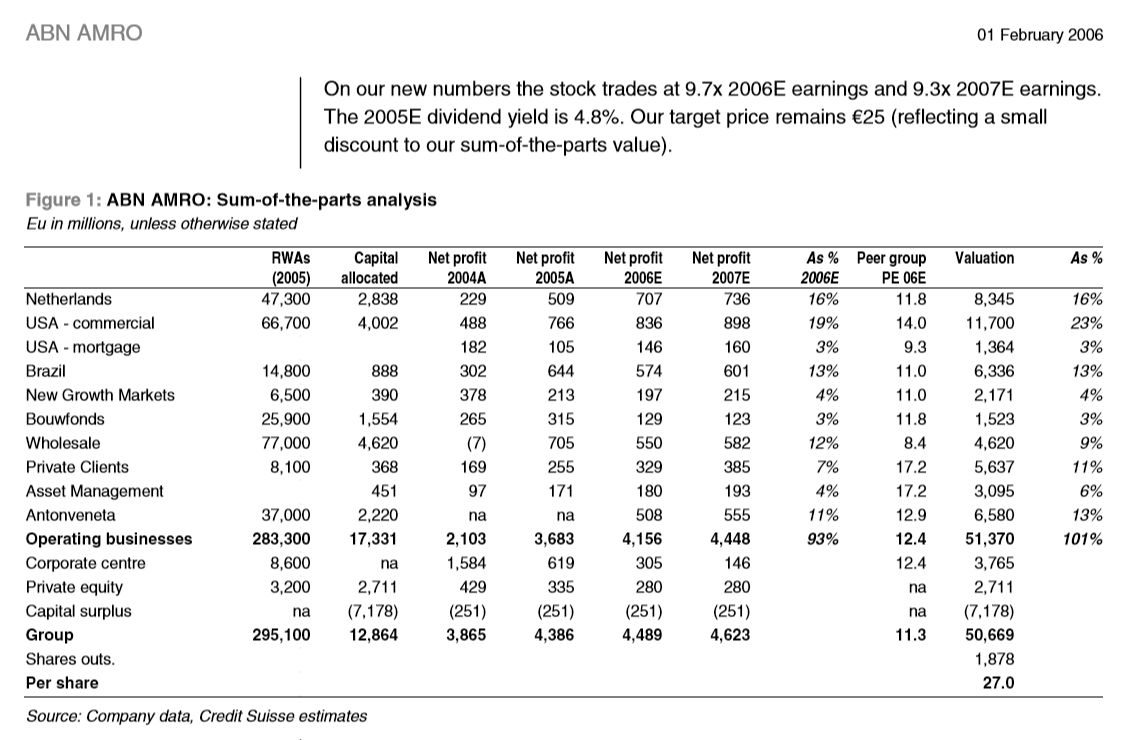 ABN AMRO 01 February 2006
On our new numbers the stock trades at 9.7x 2006E earnings and 9.3x 2007E earnings.
The 2005E dividend yield is 4.8%. Our target price remains €25 (reflecting a small
discount to our sum-of-the-parts value).
Figure 1: ABN AMRO: Sum-of-the-parts analysis
Eu in millions, unless otherwise stated
RWAs Capital Net profit Net profit Net profit Net profit As % Peer group Valuation As %
(2005) allocated 2004A 2005A 2006E 2007E 2006E PE 06E
Netherlands 47,300 2,838 229 509 707 736 16% 11.8 8,345 16%
USA - commercial 66,700 4,002 488 766 836 898 19% 14.0 11,700 23%
USA - mortgage 182 105 146 160 3% 9.3 1,364 3%
Brazil 14,800 888 302 644 574 601 13% 11.0 6,336 13%
New Growth Markets 6,500 390 378 213 197 215 4% 11.0 2,171 4%
Bouwfonds 25,900 1,554 265 315 129 123 3% 11.8 1,523 3%
Wholesale 77,000 4,620 (7) 705 550 582 12% 8.4 4,620 9%
Private Clients 8,100 368 169 255 329 385 7% 17.2 5,637 11%
Asset Management 451 97 171 180 193 4% 17.2 3,095 6%
Antonveneta 37,000 2,220 na na 508 555 11% 12.9 6,580 13%
Operating businesses 283,300 17,331 2,103 3,683 4,156 4,448 93% 12.4 51,370 101%
Corporate centre 8,600 na 1,584 619 305 146 12.4 3,765
Private equity 3,200 2,711 429 335 280 280 na 2,711
Capital surplus na (7,178) (251) (251) (251) (251) na (7,178)
Group 295,100 12,864 3,865 4,386 4,489 4,623 11.3 50,669
Shares outs. 1,878
Per share 27.0
Source: Company data, Credit Suisse estimates